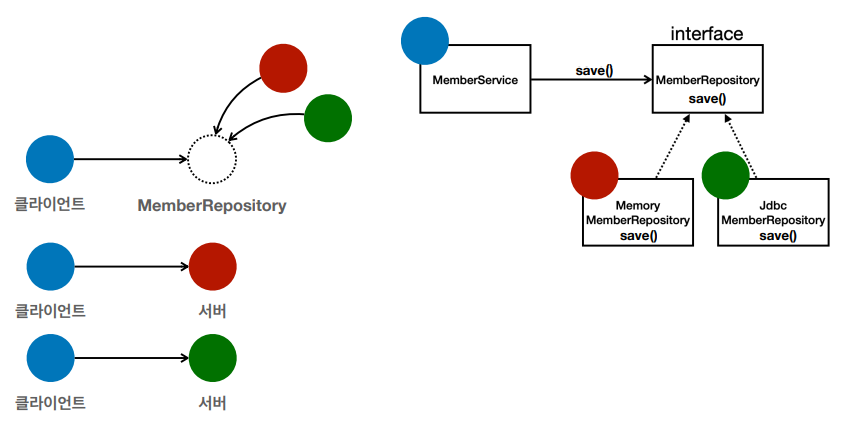 클라이언트
MemberRepository
클라이언트
서버
클라이언트
서버
MemberService
save()
interface
MemberRepository
save()
Memory
MemberRepository
save()
Jdbc
MemberRepository
save()